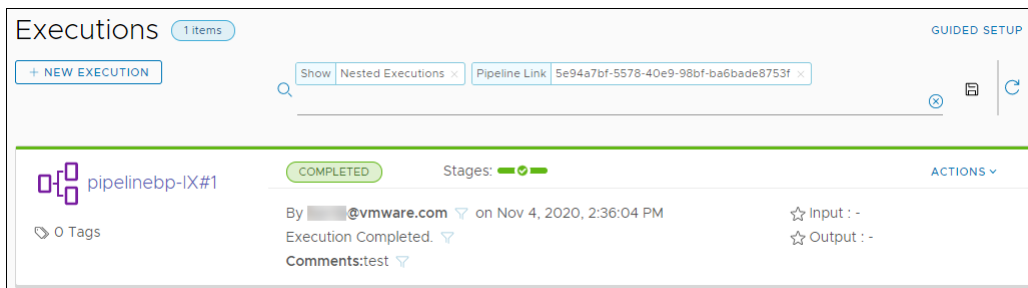 Executions 1 items
GUIDED SETUP
+ NEW EXECUTION
Show Nested Executions × Pipeline Link 5e94a7bf-5578-40e9-98bf-ba6bade8753f ×
pipelinebp-IX#1
0 Tags
COMPLETED Stages: ACTIONS
By @vmware.com on Nov 4, 2020, 2:36:04 PM
Execution Completed.
Comments:test
Input : -
Output : -